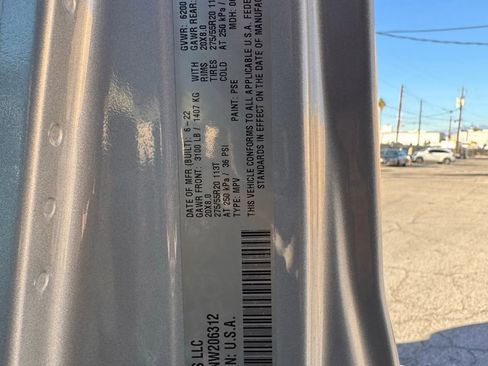 S LLC
NW206312
N: U.S.A.
DATE OF MFR (BUILT): 6 - 22 GVWR: 6200
GAWR FRONT: 3100 LB / 1407 KG WITH GAWR REAR:
20X8.0 RIMS 20X8.0
275/55R20 113T TIRES 275/55R20 11
AT 250 kPa / 36 PSI COLD AT 250 kPa /
TYPE: MPV PAINT: PSE MDH:
THIS VEHICLE CONFORMS TO ALL APPLICABLE U.S.A. FEDE
STANDARDS IN EFFECT ON THE DATE OF MANUFA